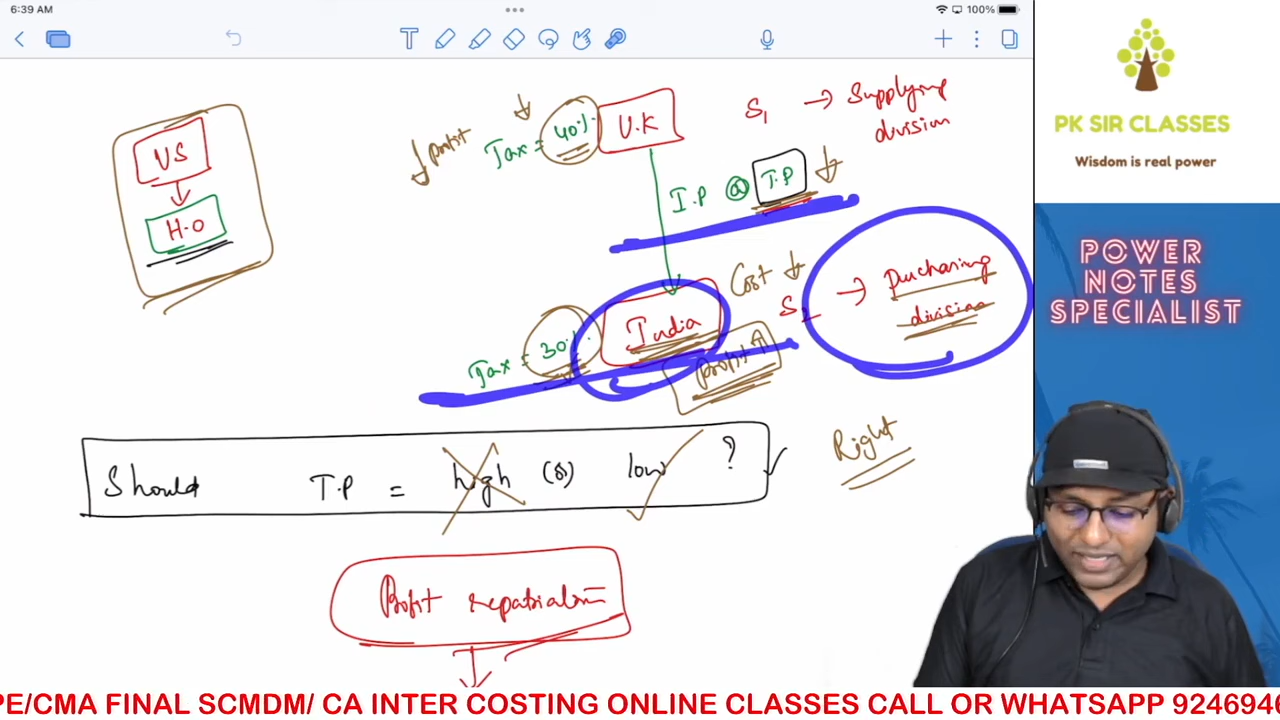 6:39 AM
100%
PK SIR CLASSES
Wisdom is real power
POWER
NOTES
SPECIALIST
US
H.O
↓ profit
Tax = 40%
U.K
S1 → Supplying
division
I.P @ T.P ↓
Cost ↓
Tax = 30%
India
S2 → Purchasing
division
Profit ↑
Should T.P = high (or) low ?
Right
Profit repatriation
PE/CMA FINAL SCMDM/ CA INTER COSTING ONLINE CLASSES CALL OR WHATSAPP 924694